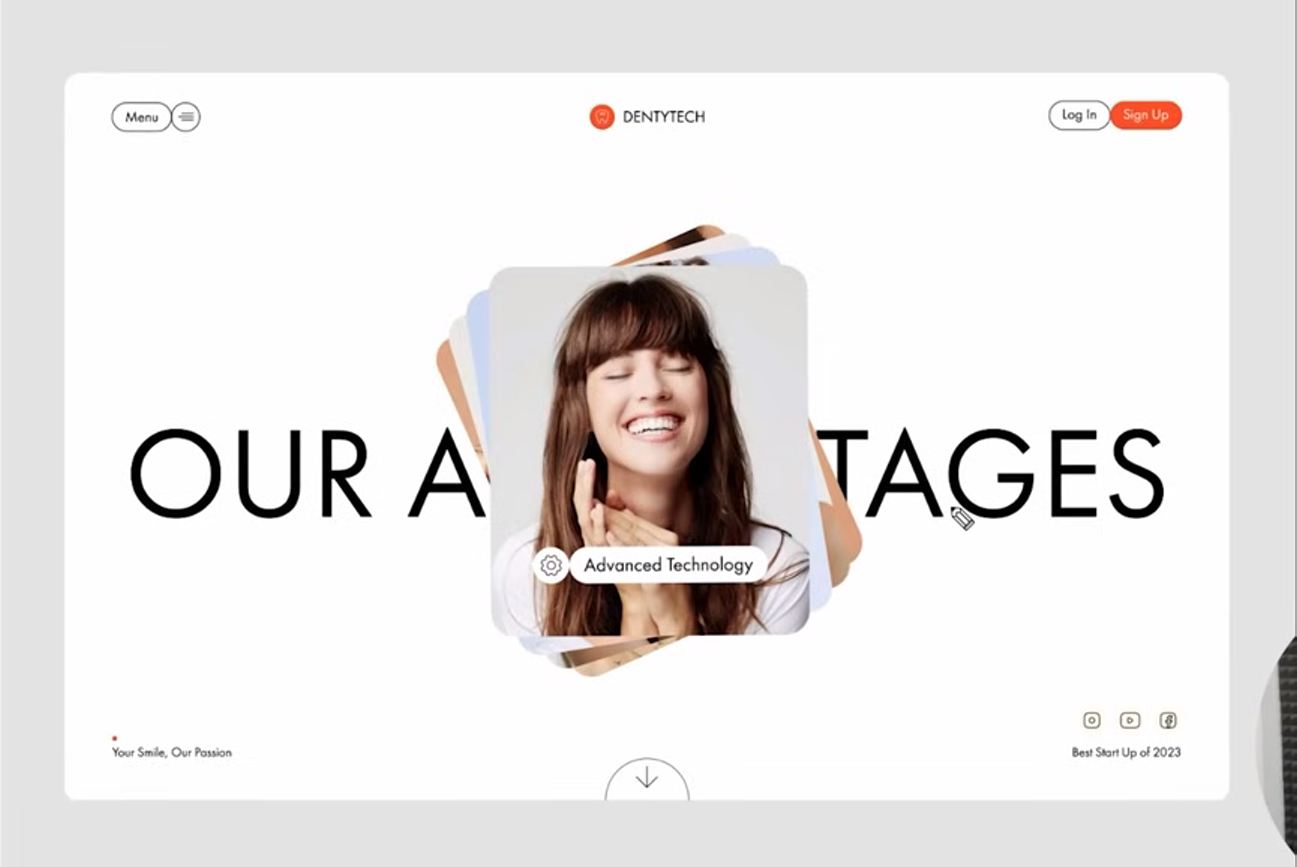 Menu
DENTYTECH
Log In
Sign Up
OUR A TAGES
Advanced Technology
Your Smile, Our Passion
Best Start Up of 2023